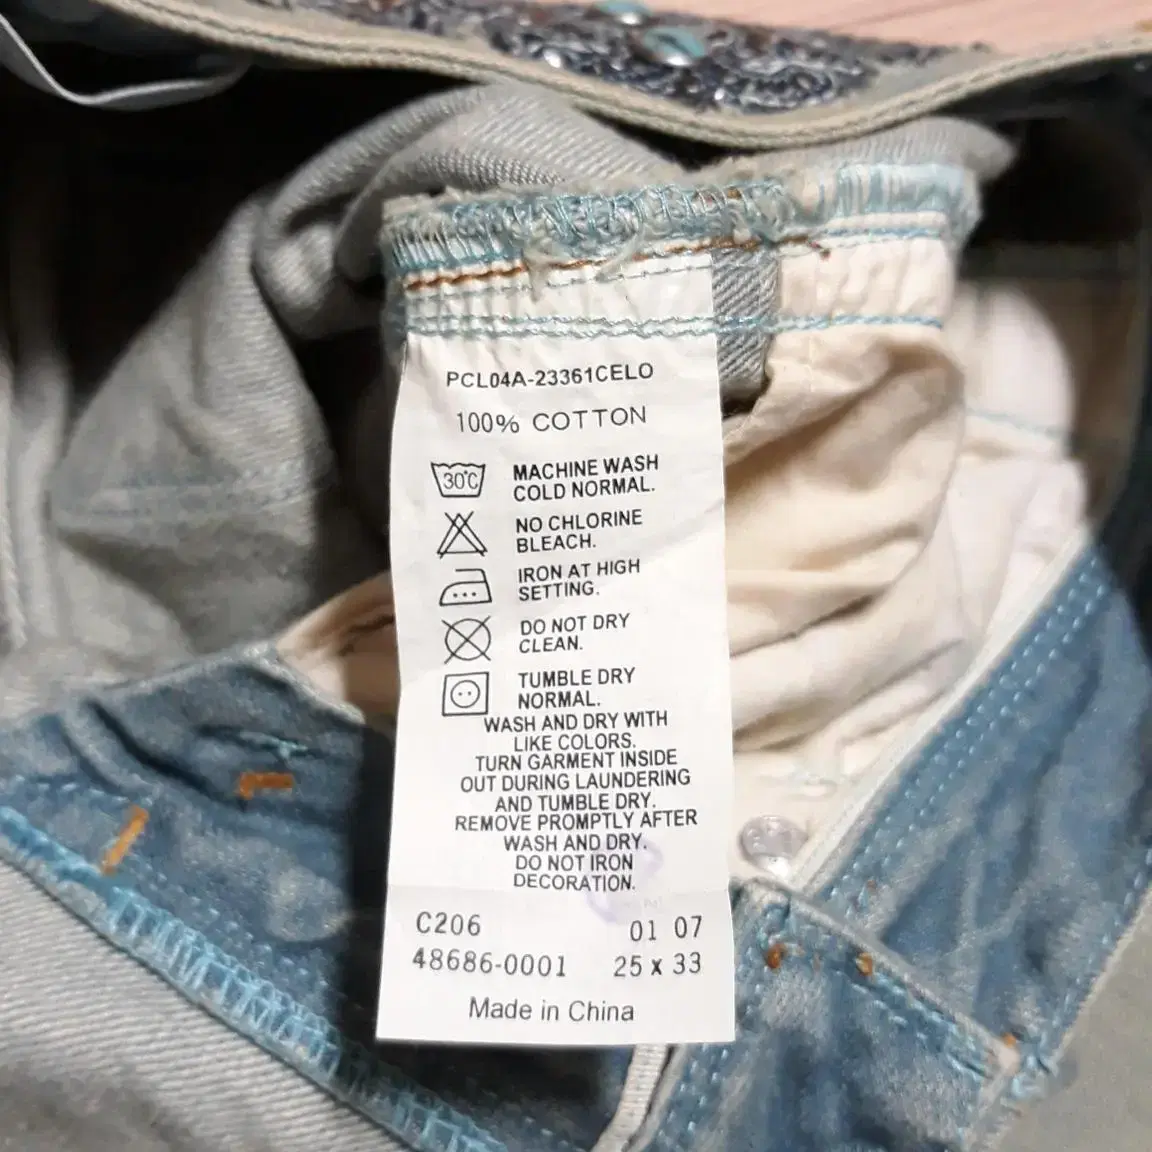 PCL04A-23361CELO
100% COTTON
30°C
MACHINE WASH
COLD NORMAL.
NO CHLORINE
BLEACH.
IRON AT HIGH
SETTING.
DO NOT DRY
CLEAN.
TUMBLE DRY
NORMAL.
WASH AND DRY WITH
LIKE COLORS.
TURN GARMENT INSIDE
OUT DURING LAUNDERING
AND TUMBLE DRY.
REMOVE PROMPTLY AFTER
WASH AND DRY.
DO NOT IRON
DECORATION.
C206 01 07
48686-0001 25 x 33
Made in China